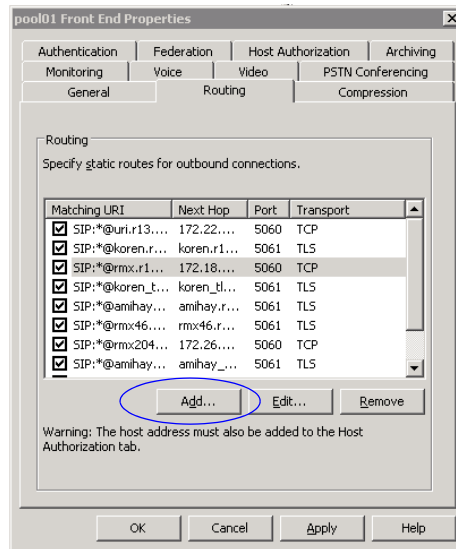 pool01 Front End Properties
Authentication Federation Host Authorization Archiving
Monitoring Voice Video PSTN Conferencing
General Routing Compression
Routing
Specify static routes for outbound connections.
Matching URI Next Hop Port Transport
SIP:*@uri.r13.... 172.22.... 5060 TCP
SIP:*@koren.r... koren.r1... 5061 TLS
SIP:*@rmx.r1... 172.18.... 5060 TCP
SIP:*@koren_t... koren_tl... 5061 TLS
SIP:*@amihay... amihay.r... 5061 TLS
SIP:*@rmx46.... rmx46.r... 5061 TLS
SIP:*@rmx204... 172.26.... 5060 TCP
SIP:*@amihay... amihay_... 5061 TLS
Add... Edit... Remove
Warning: The host address must also be added to the Host
Authorization tab.
OK Cancel Apply Help